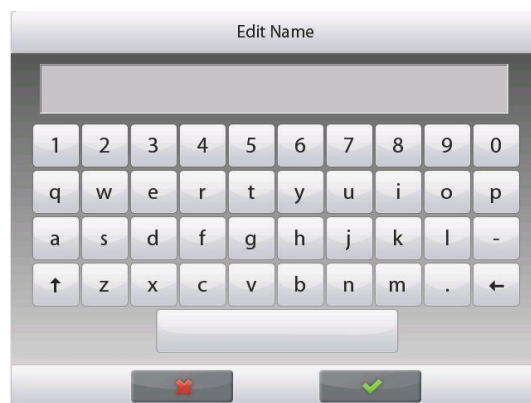 Edit Name
1 2 3 4 5 6 7 8 9 0
q w e r t y u i o p
a s d f g h j k l -
↑ z x c v b n m . ←